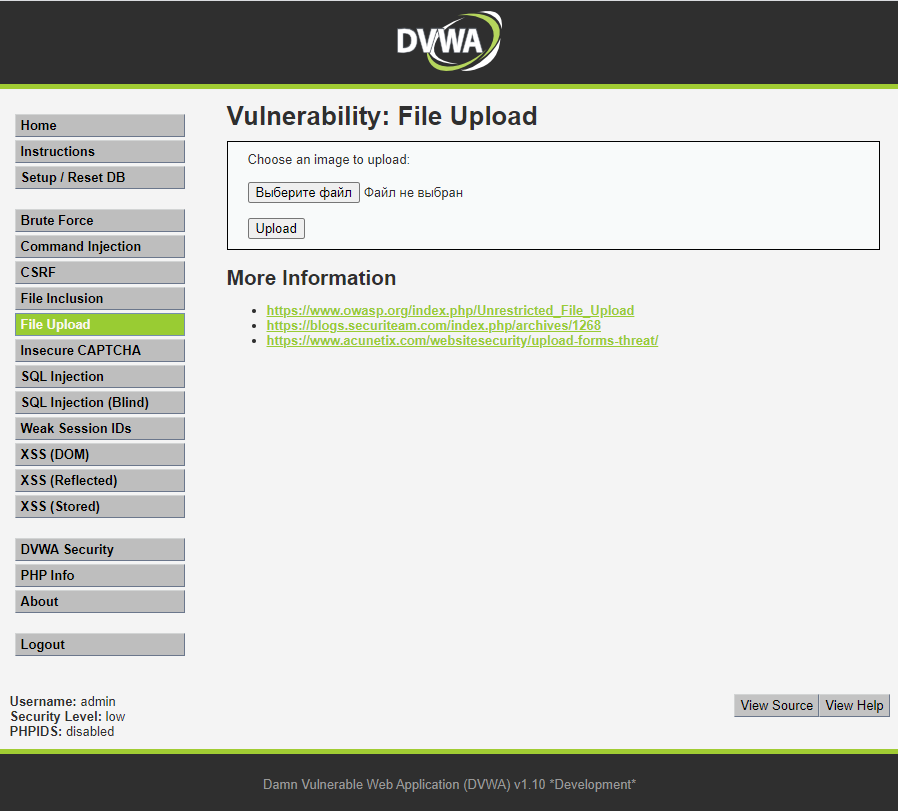 DVWA
Vulnerability: File Upload
Home
Instructions
Setup / Reset DB
Brute Force
Command Injection
CSRF
File Inclusion
File Upload
Insecure CAPTCHA
SQL Injection
SQL Injection (Blind)
Weak Session IDs
XSS (DOM)
XSS (Reflected)
XSS (Stored)
DVWA Security
PHP Info
About
Logout
Choose an image to upload:
Выберите файл Файл не выбран
Upload
More Information
https://www.owasp.org/index.php/Unrestricted_File_Upload
https://blogs.securiteam.com/index.php/archives/1268
https://www.acunetix.com/websitesecurity/upload-forms-threat/
Username: admin
Security Level: low
PHPIDS: disabled
View Source View Help
Damn Vulnerable Web Application (DVWA) v1.10 *Development*